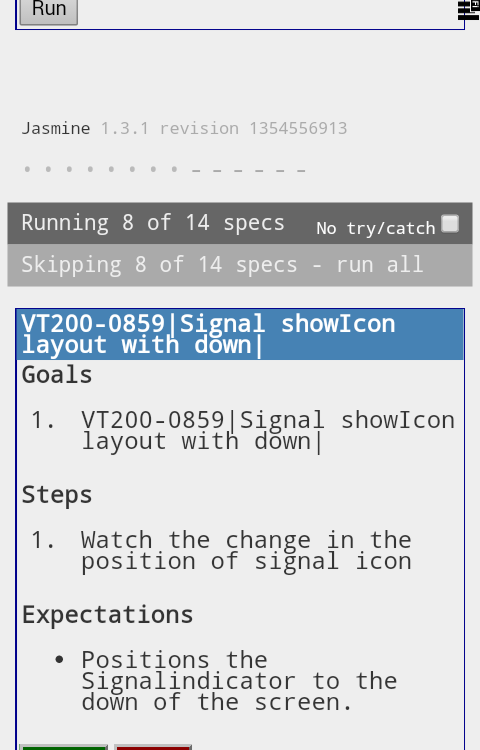 Run
Jasmine 1.3.1 revision 1354556913
• • • • • • • • - - - - - -
Running 8 of 14 specs No try/catch
Skipping 8 of 14 specs - run all
VT200-0859|Signal showIcon
layout with down|
Goals
1. VT200-0859|Signal showIcon
layout with down|
Steps
1. Watch the change in the
position of signal icon
Expectations
• Positions the
Signalindicator to the
down of the screen.